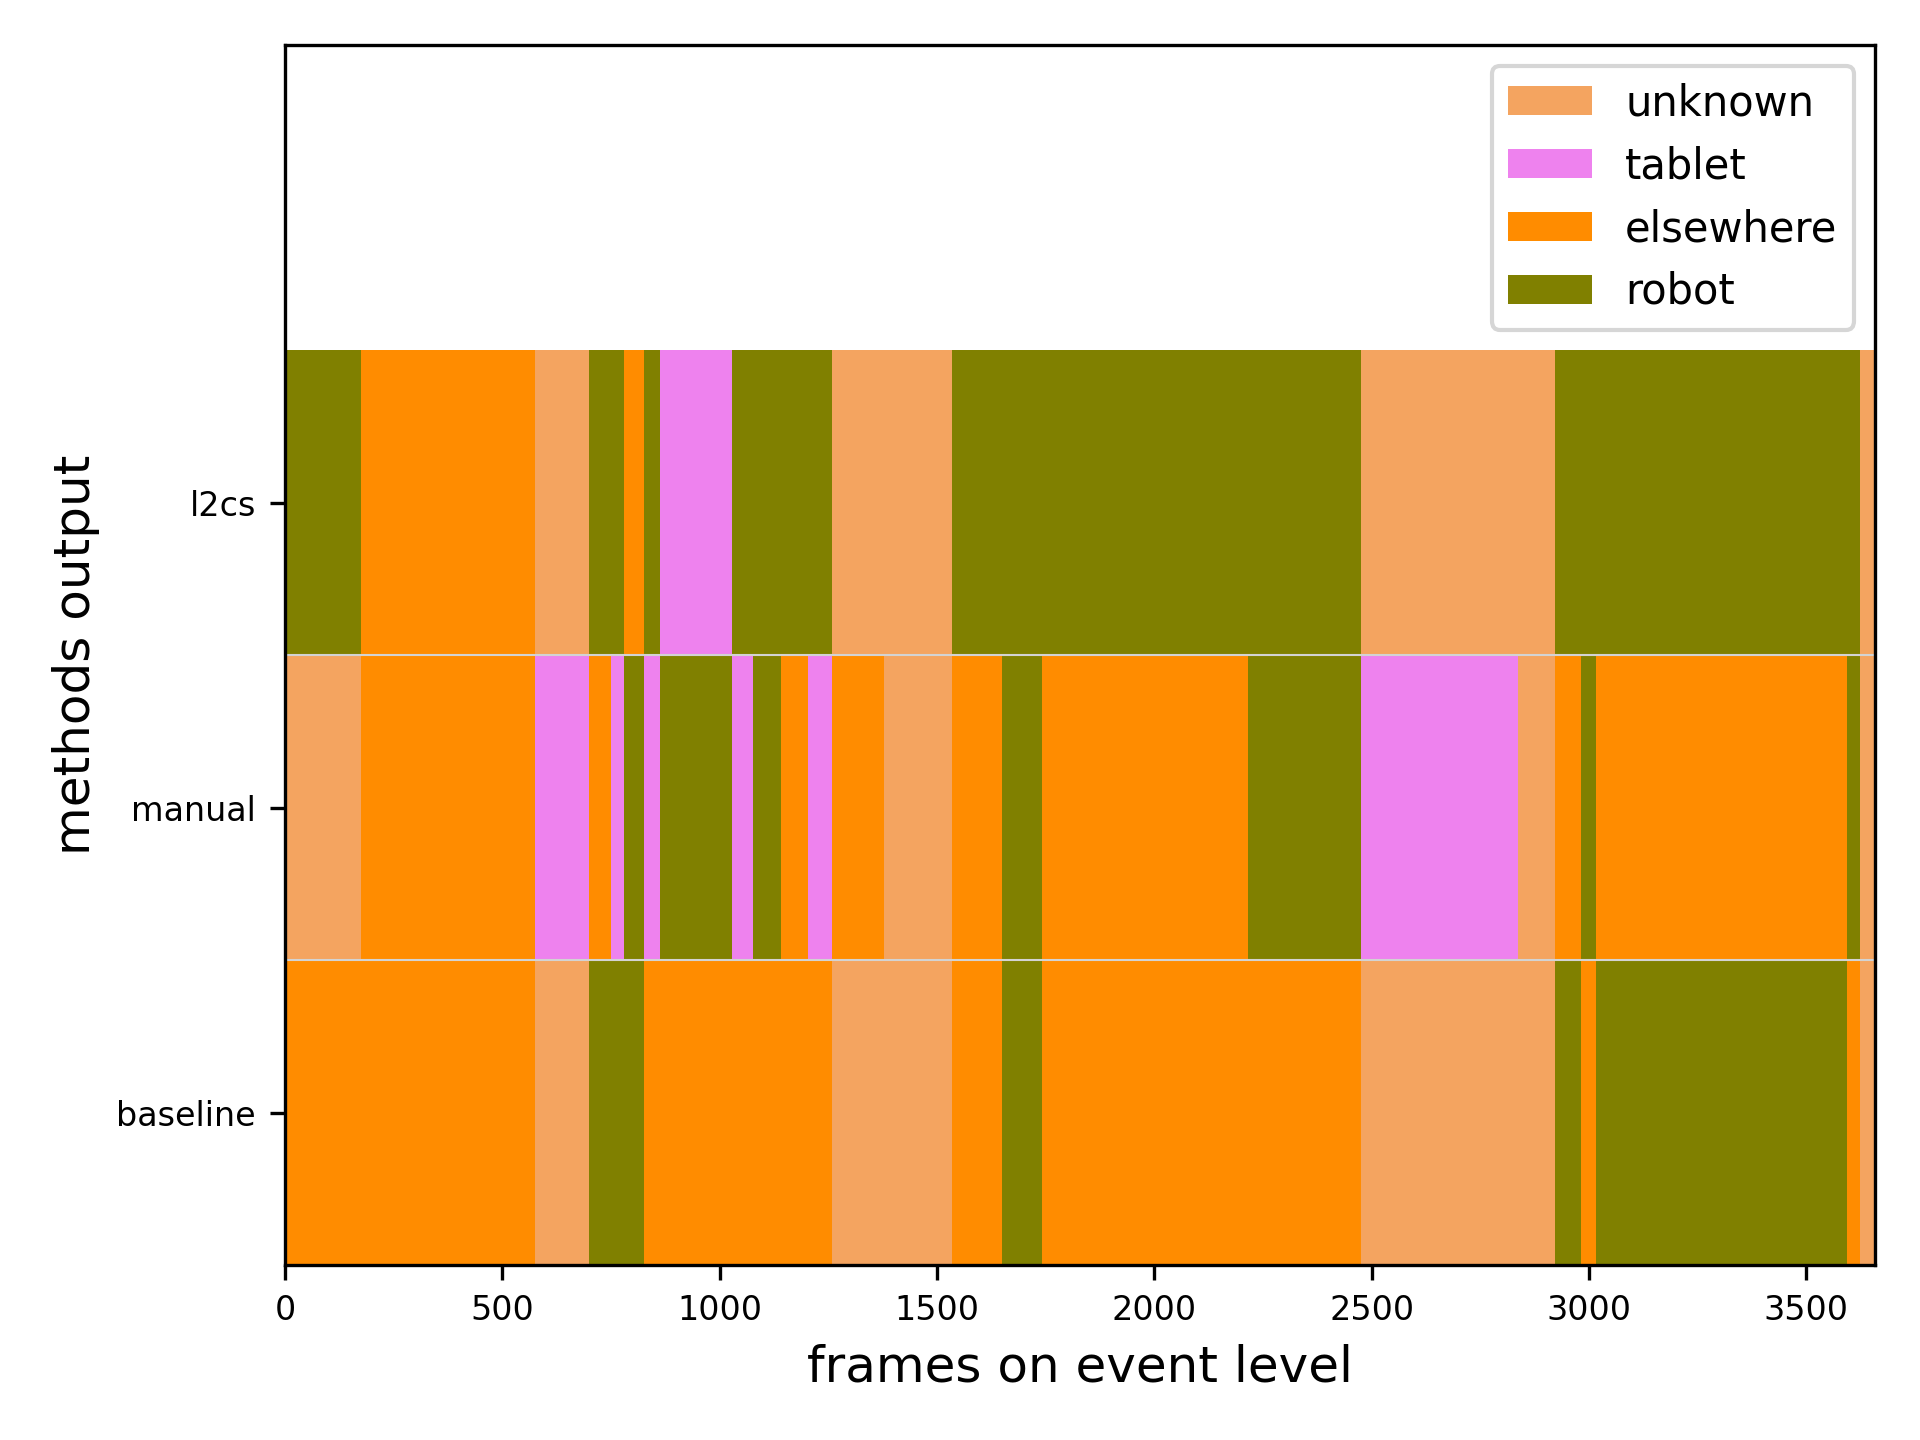 unknown
tablet
elsewhere
robot
methods output
l2cs
manual
baseline
0 500 1000 1500 2000 2500 3000 3500
frames on event level